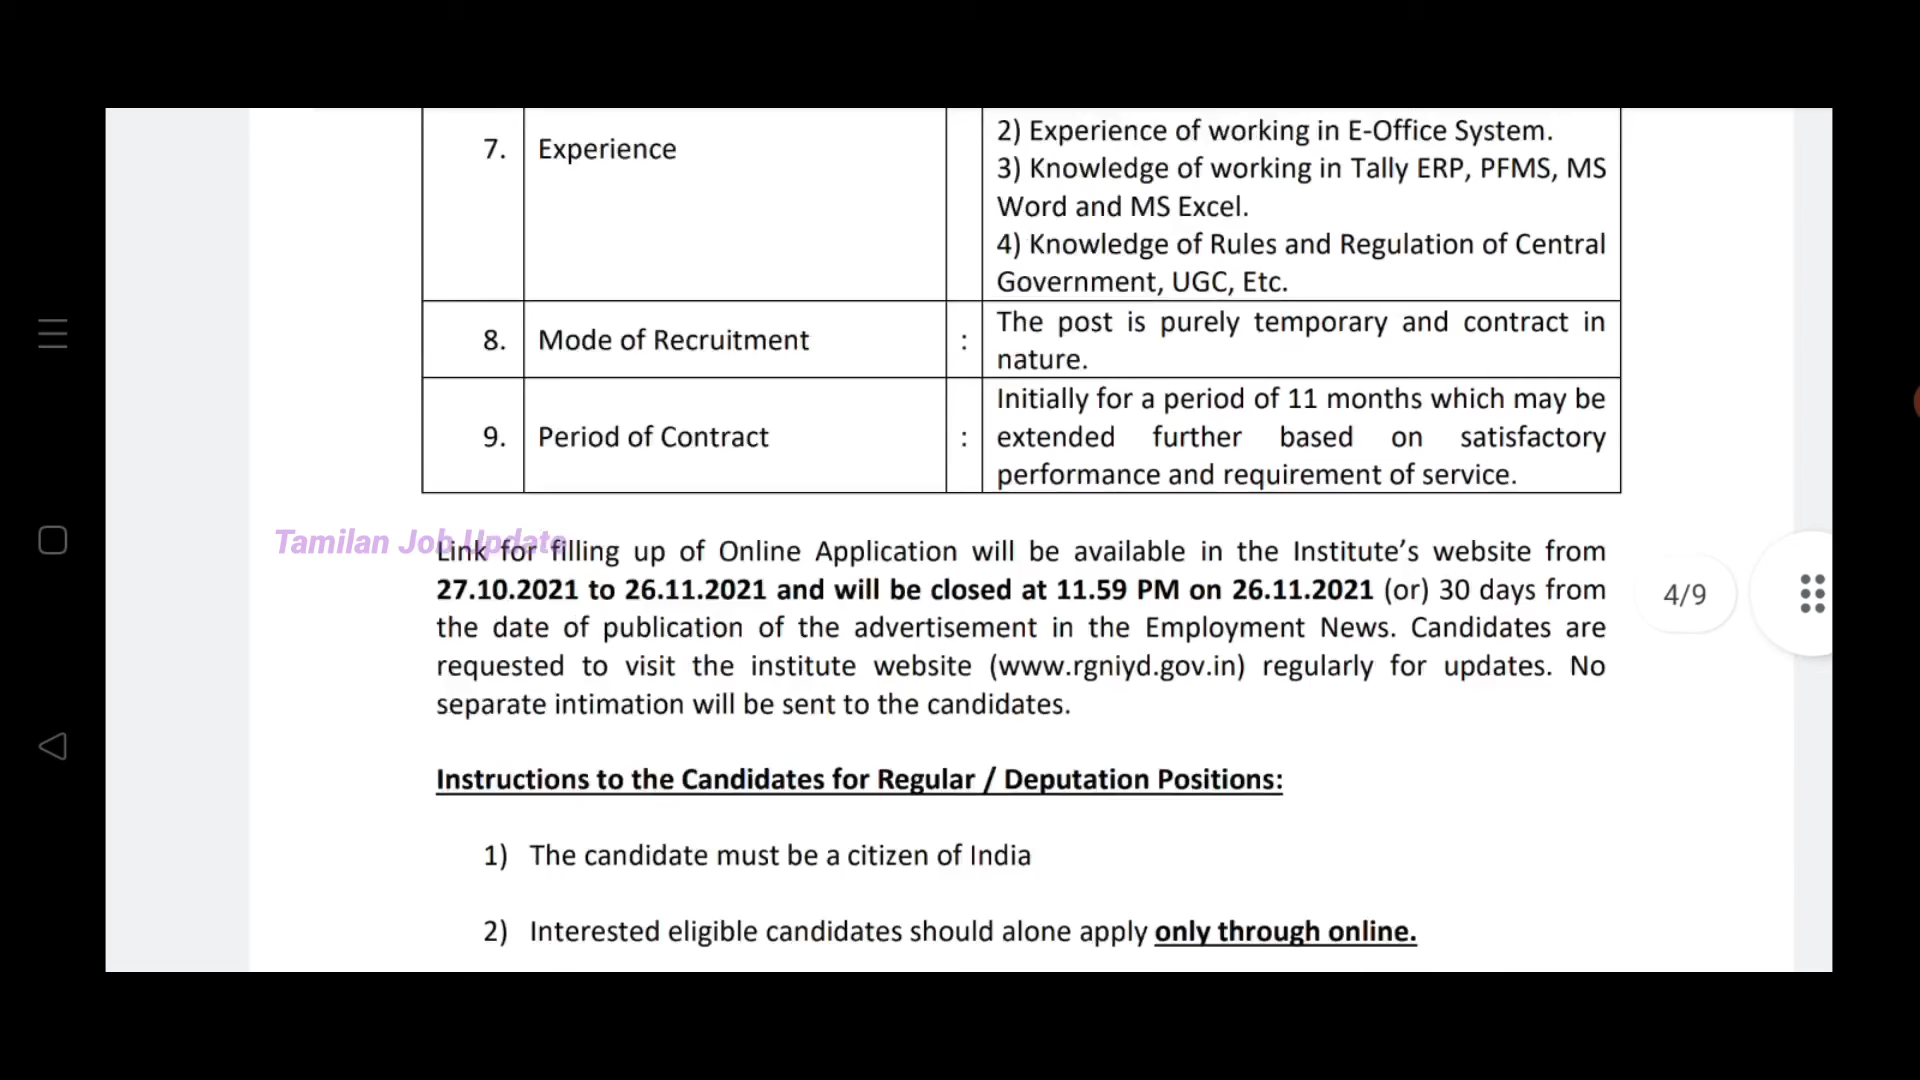 2) Experience of working in E-Office System.
7. Experience
3) Knowledge of working in Tally ERP, PFMS, MS
Word and MS Excel.
4) Knowledge of Rules and Regulation of Central
Government, UGC, Etc.
8. Mode of Recruitment : The post is purely temporary and contract in
nature.
Initially for a period of 11 months which may be
9. Period of Contract : extended further based on satisfactory
performance and requirement of service.
Tamilan Job Update
Link for filling up of Online Application will be available in the Institute’s website from
27.10.2021 to 26.11.2021 and will be closed at 11.59 PM on 26.11.2021 (or) 30 days from
4/9
the date of publication of the advertisement in the Employment News. Candidates are
requested to visit the institute website (www.rgniyd.gov.in) regularly for updates. No
separate intimation will be sent to the candidates.
Instructions to the Candidates for Regular / Deputation Positions:
1) The candidate must be a citizen of India
2) Interested eligible candidates should alone apply only through online.